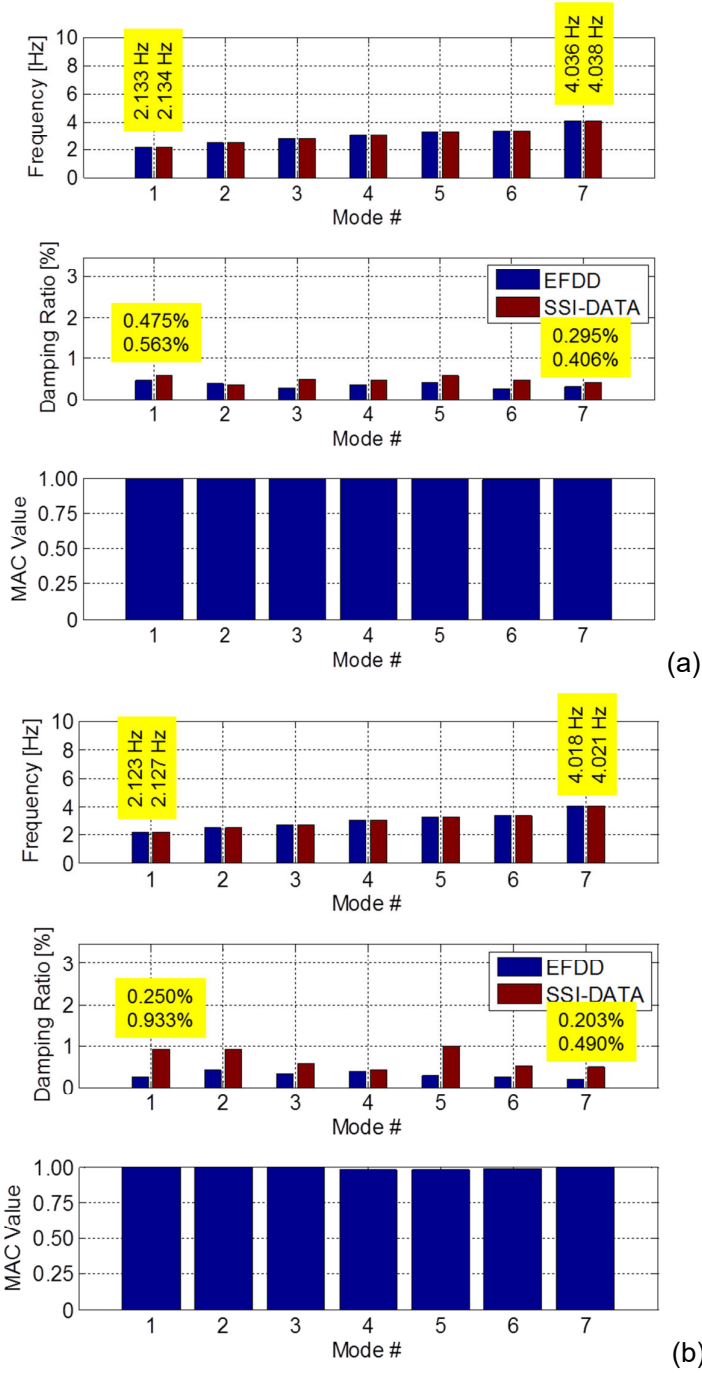 2.133 Hz
2.134 Hz
4.036 Hz
4.038 Hz
Frequency [Hz]
10
8
6
4
2
0
1 2 3 4 5 6 7
Mode #
Damping Ratio [%]
3
2
1
0
EFDD
SSI-DATA
0.475%
0.563%
0.295%
0.406%
1 2 3 4 5 6 7
Mode #
MAC Value
1.00
0.75
0.50
0.25
0
1 2 3 4 5 6 7
Mode #
(a)
2.123 Hz
2.127 Hz
4.018 Hz
4.021 Hz
Frequency [Hz]
10
8
6
4
2
0
1 2 3 4 5 6 7
Mode #
Damping Ratio [%]
3
2
1
0
EFDD
SSI-DATA
0.250%
0.933%
0.203%
0.490%
1 2 3 4 5 6 7
Mode #
MAC Value
1.00
0.75
0.50
0.25
0
1 2 3 4 5 6 7
Mode #
(b)